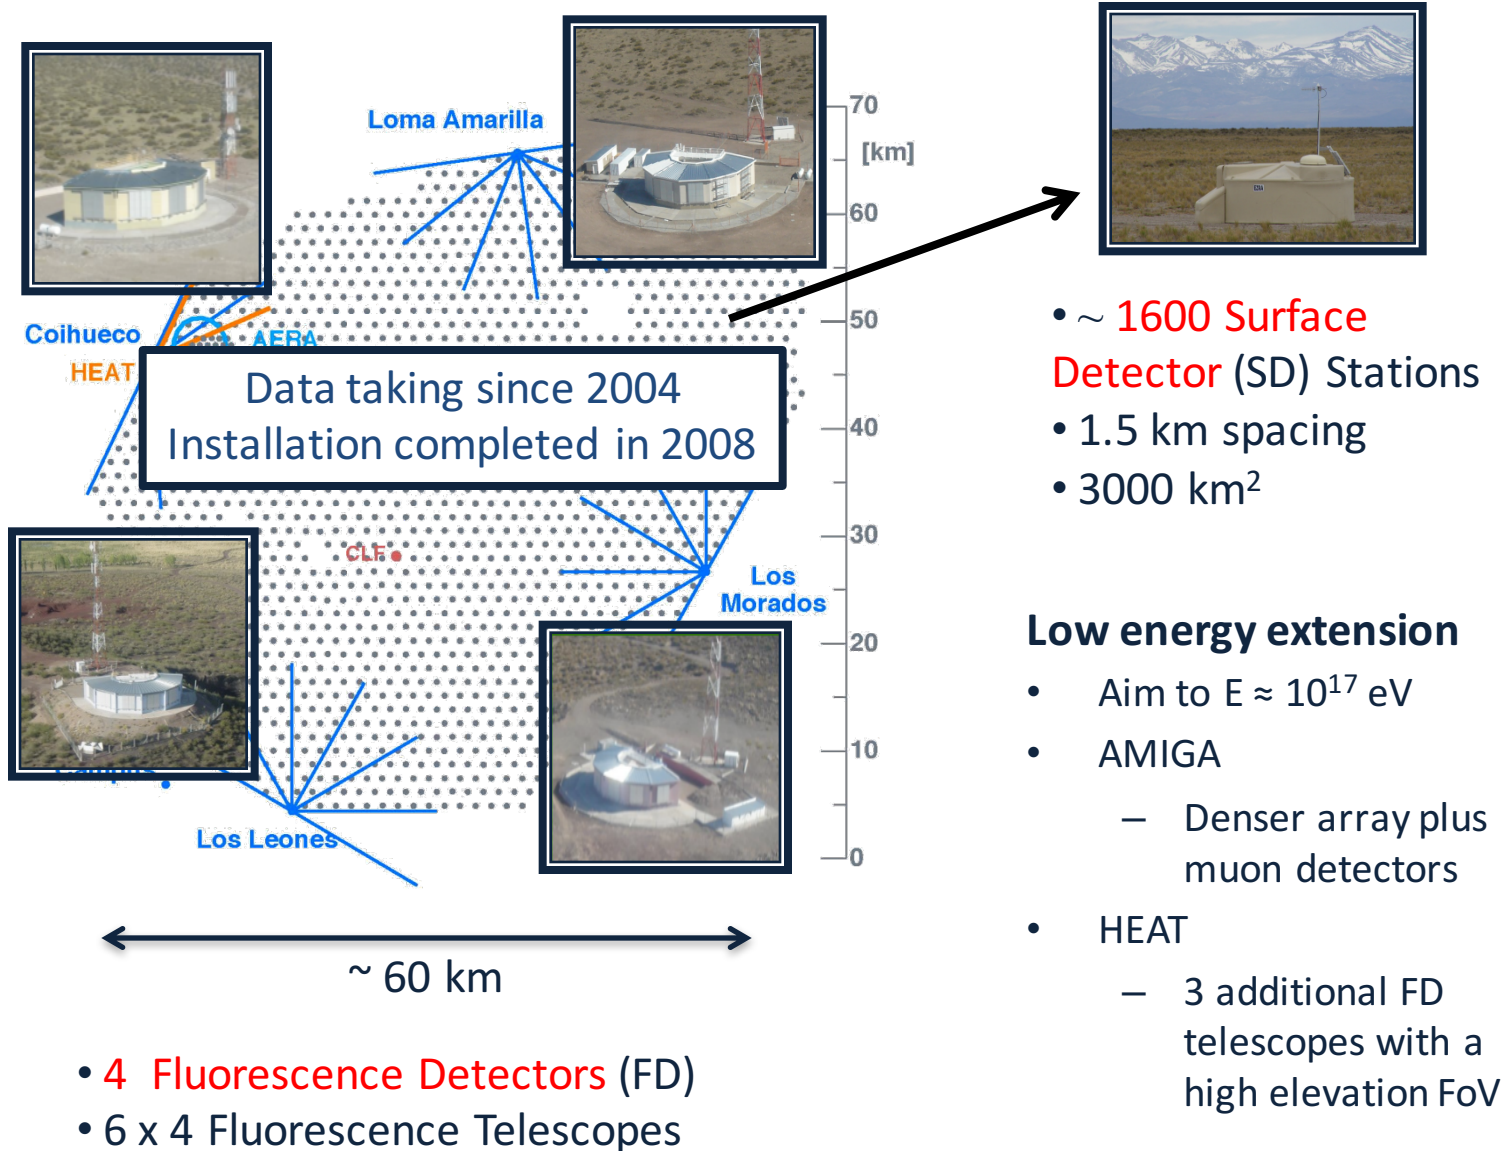 Loma Amarilla
70
[km]
60
50
40
30
20
10
0
Coihueco
HEAT
AERA
Data taking since 2004
Installation completed in 2008
CLF
Los
Morados
Los Leones
~ 60 km
• 4 Fluorescence Detectors (FD)
• 6 x 4 Fluorescence Telescopes
• ~ 1600 Surface
Detector (SD) Stations
• 1.5 km spacing
• 3000 km²
Low energy extension
• Aim to E ≈ 10¹⁷ eV
• AMIGA
– Denser array plus
muon detectors
• HEAT
– 3 additional FD
telescopes with a
high elevation FoV